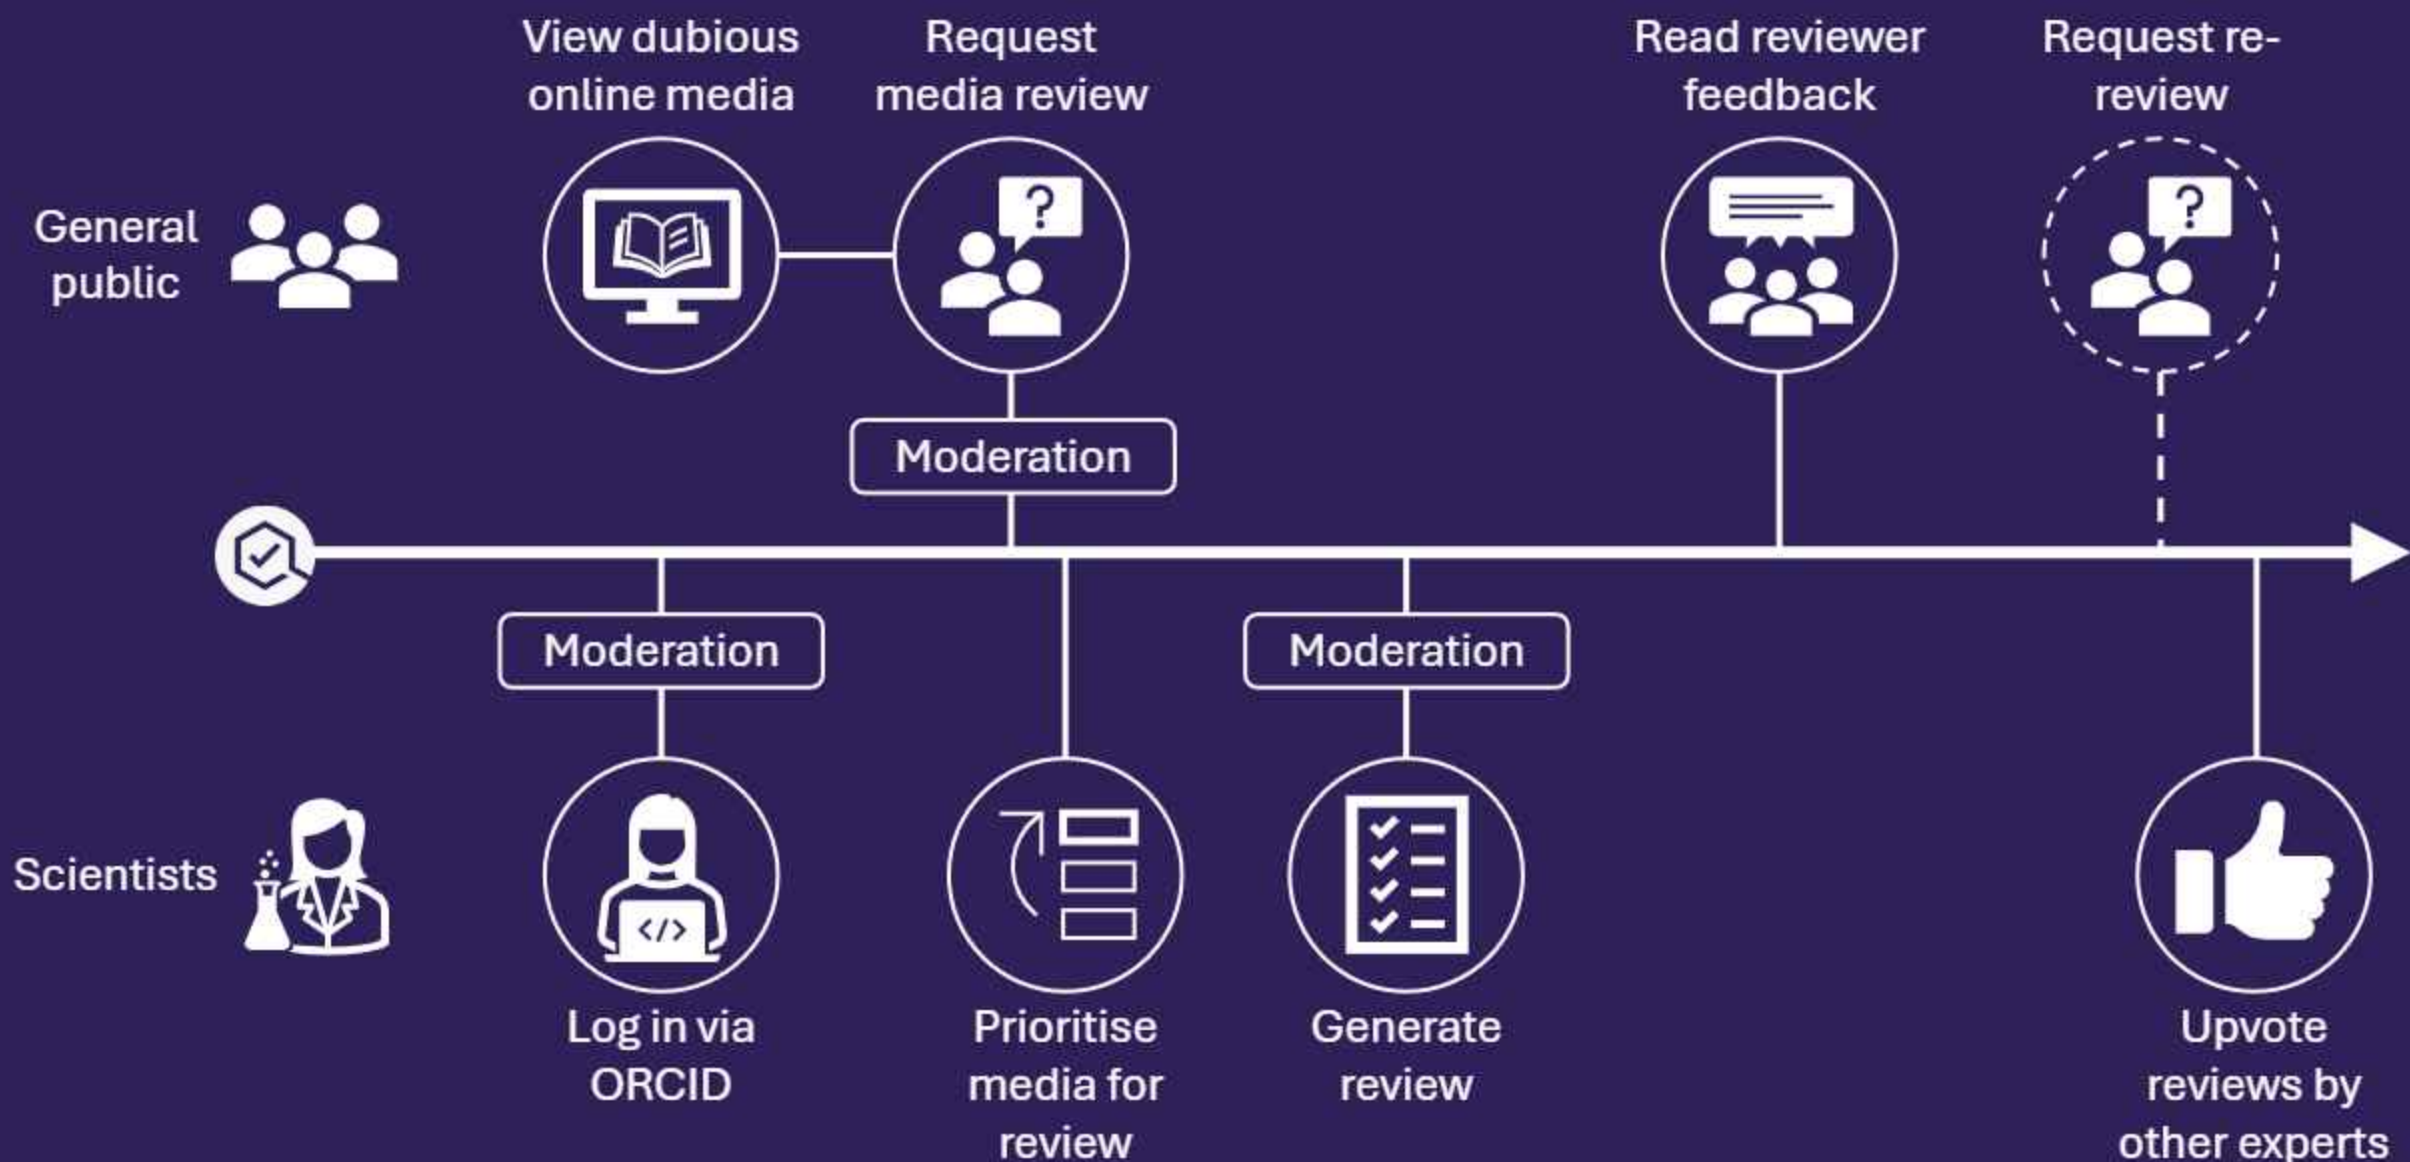 View dubious
online media
Request
media review
Read reviewer
feedback
Request re-
review
?
?
General
public
Moderation
Moderation
Moderation
Scientists
</>
Log in via
ORCID
Prioritise
media for
review
Generate
review
Upvote
reviews by
other experts